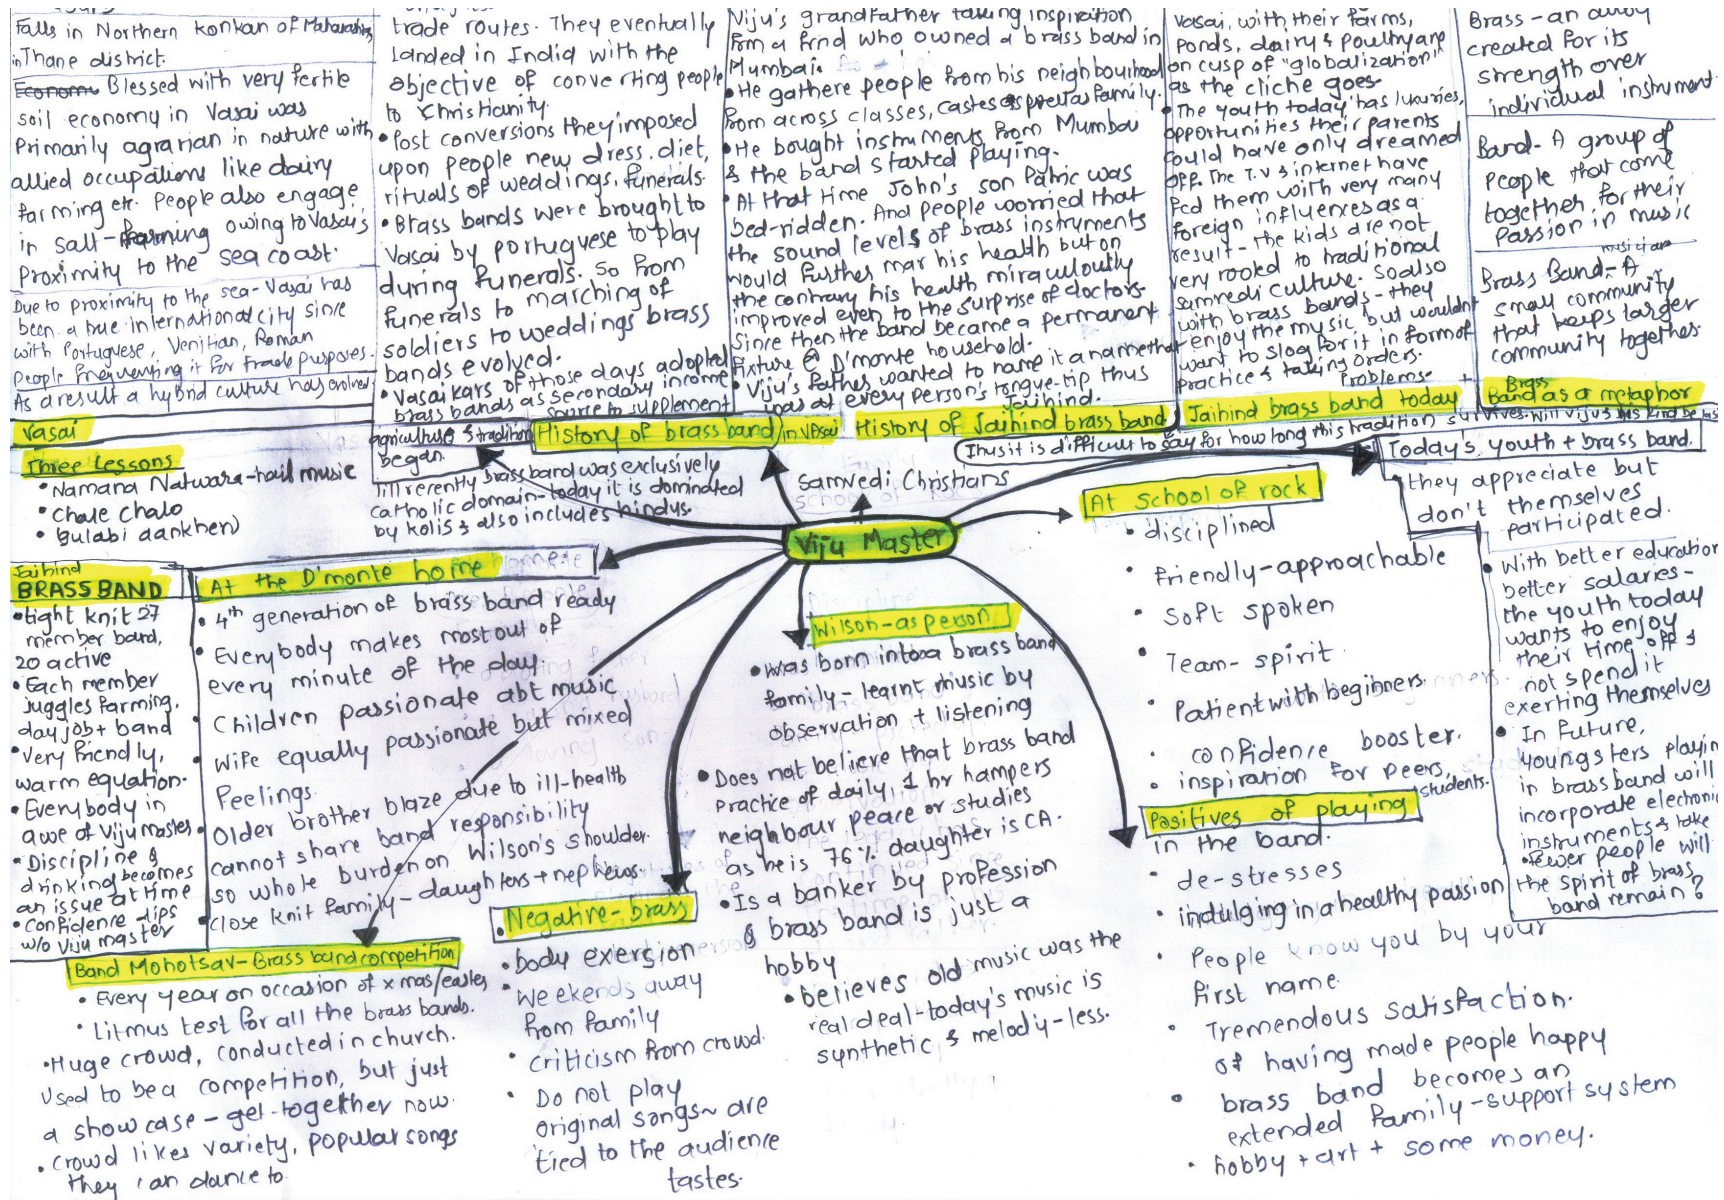 falls in Northern konkan of Maharashtra,
in Thane district.
Econom Blessed with very fertile
soil economy in Vasai was
Primarily agrarian in nature with
allied occupations like dairy
farming etc. People also engage
in salt-farming owing to Vasai's
Proximity to the sea coast.
Due to proximity to the sea-Vasai has
been a true international city since
with Portuguese, Venitian, Roman
People frequenting it for trade purposes.
As a result a hybrid culture has evolved
Vasai
trade routes. They eventually
landed in India with the
objective of converting people
to Christianity.
• Post conversions they imposed
upon people new dress, diet,
rituals of weddings, funerals.
• Brass bands were brought to
Vasai by portuguese to play
during funerals. So from
funerals to marching of
soldiers to weddings brass
bands evolved.
• Vasaikars of those days adopted
brass bands as secondary income
source to supplement
agriculture & tradition
began.
History of brass band in Vasai
Till recently brass band was exclusively
catholic domain-today it is dominated
by kolis & also includes hindus.
Viju's grandfather taking inspiration
from a frnd who owned a brass band in
Mumbai.
• He gathere people from his neighbourhood
from across classes, castes family.
• He bought instruments from Mumbai
& the band started playing.
• At that time John's son Patric was
bed-ridden. And people worried that
the sound levels of brass instruments
would further mar his health but on
the contrary his health miraculoutly
improved even to the surprise of doctors.
Since then the band became a permanent
fixture @ D'monte household.
• Viju's father wanted to name it a name that
was at every person's tongue-tip thus
Jaihind.
History of Jaihind brass band
Vasai, with their farms,
ponds, dairy & poultry are
on cusp of "globalization"
as the cliche goes.
• The youth today has luxuries,
opportunities their parents
could have only dreamed
off. The T.V & internet have
fed them with very many
foreign influences as a
result - the kids are not
very rooted to traditional
samvedi culture. So also
with brass bands - they
enjoy the music but wouldn't
want to slog for it in form of
practice & taking orders.
Problems.
Jaihind brass band today
Thus it is difficult to say for how long this tradition survives. Will Viju's kind be last
Brass - an alloy
created for its
strength over
individual instrument.
Band - A group of
People that come
together for their
Passion in music
musicians
Brass Band - A
small community
that keeps larger
community together.
Brass
Band as a metaphor
Three Lessons
• Namana Natwara-hail music
• Chale chalo
• Gulabi aankhen)
Samvedi Christians
Viju Master
Today's youth + brass band.
• they appreciate but
don't themselves
participated.
• With better education
better salaries -
the youth today
wants to enjoy
their time off &
not spend it
exerting themselves
• In future,
youngsters playin
in brass band will
incorporate electronic
instruments & take
• fewer people will
the spirit of brass
band remain?
Jaihind
BRASS BAND
• tight knit 27
member band,
20 active
• Each member
juggles farming,
day job + band
• Very friendly,
warm equation.
• Everybody in
awe of Viju Master
• Discipline &
drinking becomes
an issue at time
• Confidence dips
w/o Viju master
At the D'monte home
• 4th generation of brass band ready
• Everybody makes most out of
every minute of the day.
• Children passionate abt music
• Wife equally passionate but mixed
Feelings.
• Older brother blaze due to ill-health
cannot share band responsibility
so whole burden on Wilson's shoulder.
• Close knit family - daughters + nephews.
Wilson-as person
• Was born into a brass band
family - learnt music by
observation + listening
• Does not believe that brass band
Practice of daily, 1 hr hampers
neighbour peace or studies
as he is 76% daughter is CA.
• Is a banker by profession
& brass band is just a
hobby
• believes old music was the
real deal-today's music is
synthetic & melody-less.
At School of rock
• disciplined
• friendly-approachable
• Soft spoken
• Team-spirit
• Patient with beginners
• confidence booster.
• inspiration for peers,
students.
Positives of playing
in the band.
• de-stresses
• indulging in a healthy passion
• People know you by your
first name.
• Tremendous satisfaction.
of having made people happy
• brass band becomes an
extended family-support system
• hobby + art + some money.
Negative-brass
• body exersion
• Weekends away
from family
• criticism from crowd.
• Do not play
original songs~ are
tied to the audience
tastes.
Band Mohotsav-Brass band competition
• Every year on occasion of xmas/easter
• Litmus test for all the brass bands.
• Huge crowd, conducted in church.
Used to be a competition, but just
a showcase - get-together now.
• Crowd likes variety, popular songs
they can dance to.